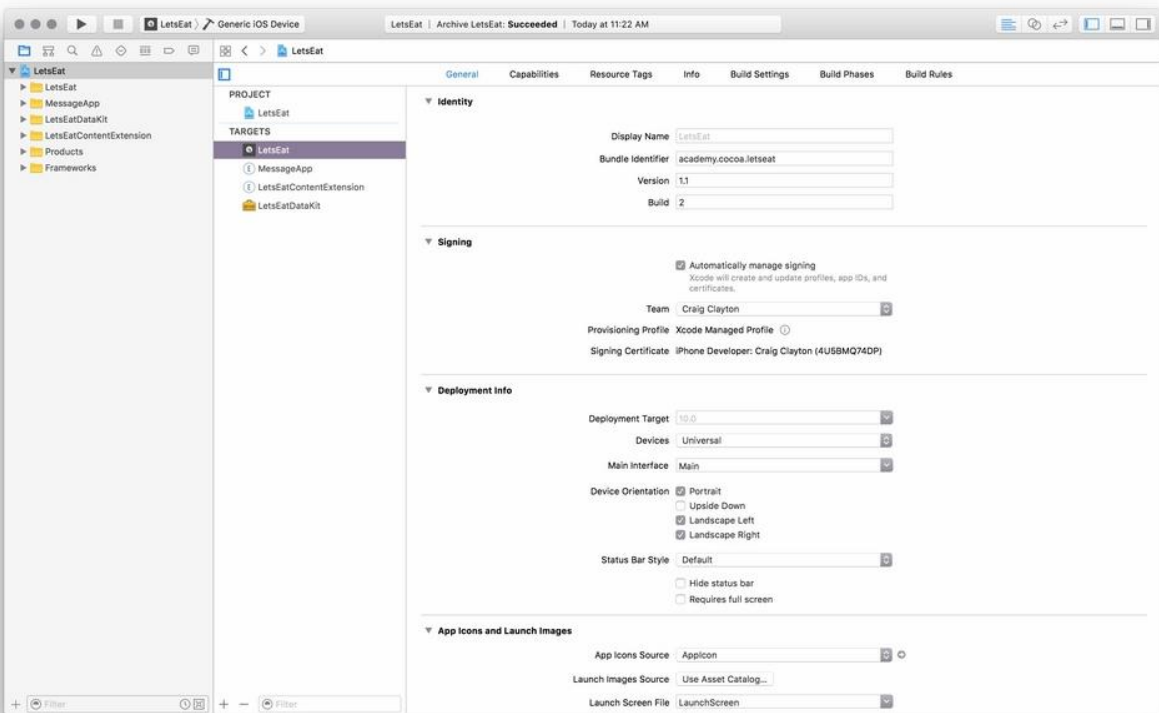 LetsEat
Generic iOS Device
LetsEat | Archive LetsEat: Succeeded | Today at 11:22 AM
LetsEat
LetsEat
LetsEat
MessageApp
LetsEatDataKit
LetsEatContentExtension
Products
Frameworks
Filter
PROJECT
LetsEat
TARGETS
LetsEat
MessageApp
LetsEatContentExtension
LetsEatDataKit
Filter
General Capabilities Resource Tags Info Build Settings Build Phases Build Rules
Identity
Display Name LetsEat
Bundle Identifier academy.cocoa.letseat
Version 1.1
Build 2
Signing
Automatically manage signing
Xcode will create and update profiles, app IDs, and
certificates.
Team Craig Clayton
Provisioning Profile Xcode Managed Profile
Signing Certificate iPhone Developer: Craig Clayton (4U5BMQ74DP)
Deployment Info
Deployment Target 10.0
Devices Universal
Main Interface Main
Device Orientation Portrait
Upside Down
Landscape Left
Landscape Right
Status Bar Style Default
Hide status bar
Requires full screen
App Icons and Launch Images
App Icons Source AppIcon
Launch Images Source Use Asset Catalog...
Launch Screen File LaunchScreen